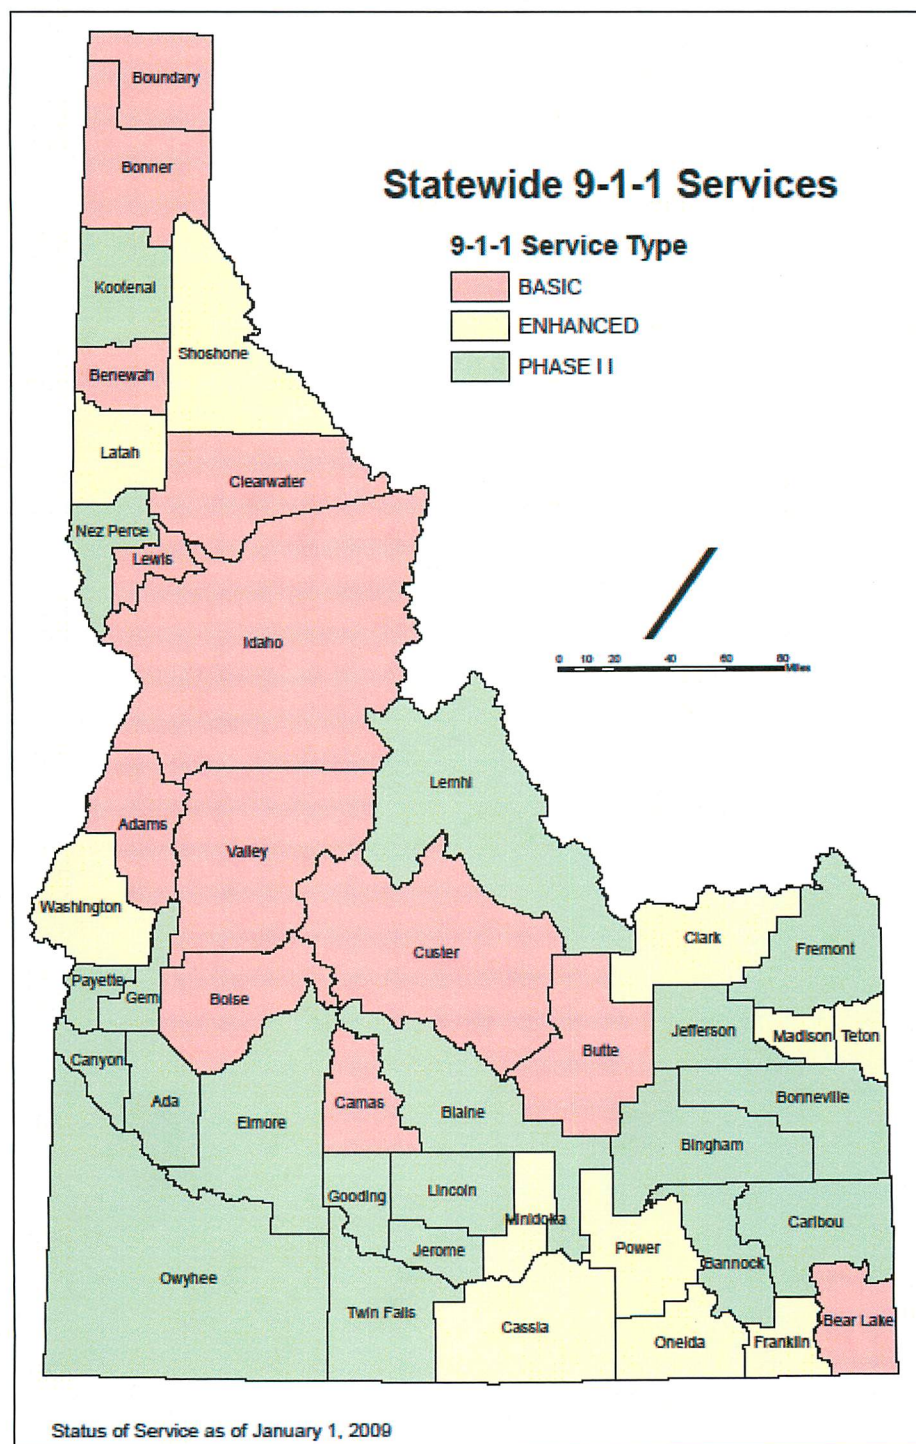 Boundary
Bonner
Statewide 9-1-1 Services
9-1-1 Service Type
BASIC
ENHANCED
PHASE I I
Kootenai
Shoshone
Benewah
Latah
Clearwater
Nez Perce
Lewis
Idaho
0 10 20 40 60 80
Miles
Lemhi
Adams
Valley
Washington
Custer
Clark
Fremont
Payette
Gem
Boise
Butte
Jefferson
Madison
Teton
Canyon
Ada
Elmore
Camas
Blaine
Bonneville
Bingham
Gooding
Lincoln
Minidoka
Caribou
Jerome
Power
Bannock
Owyhee
Twin Falls
Cassia
Oneida
Franklin
Bear Lake
Status of Service as of January 1, 2009